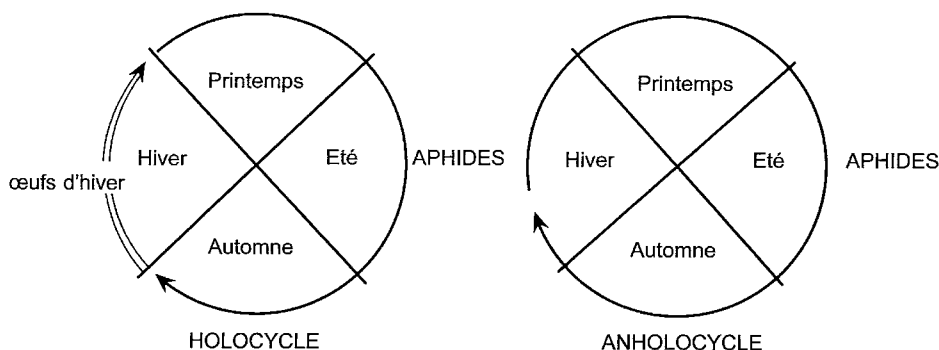 Printemps
Hiver
Eté
APHIDES
œufs d'hiver
Automne
HOLOCYCLE
Printemps
Hiver
Eté
APHIDES
Automne
ANHOLOCYCLE